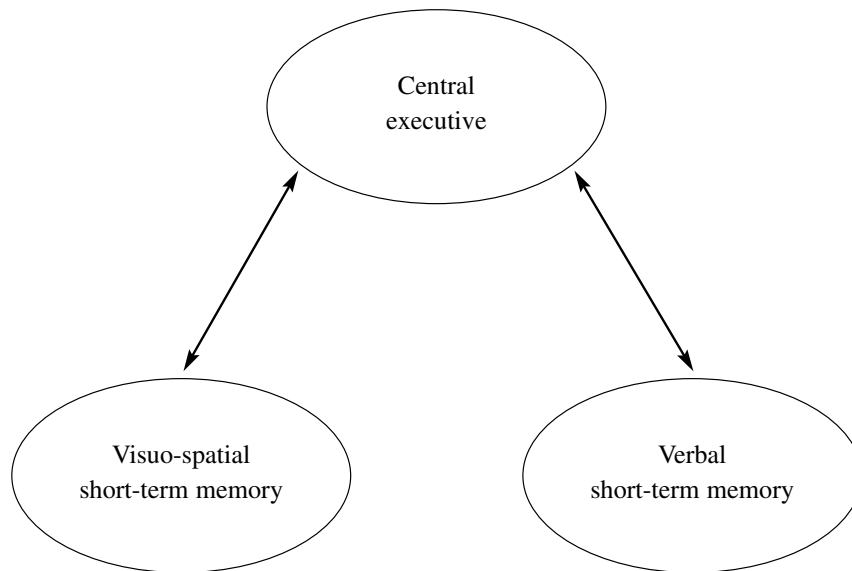 Central
executive
Visuo-spatial
short-term memory
Verbal
short-term memory